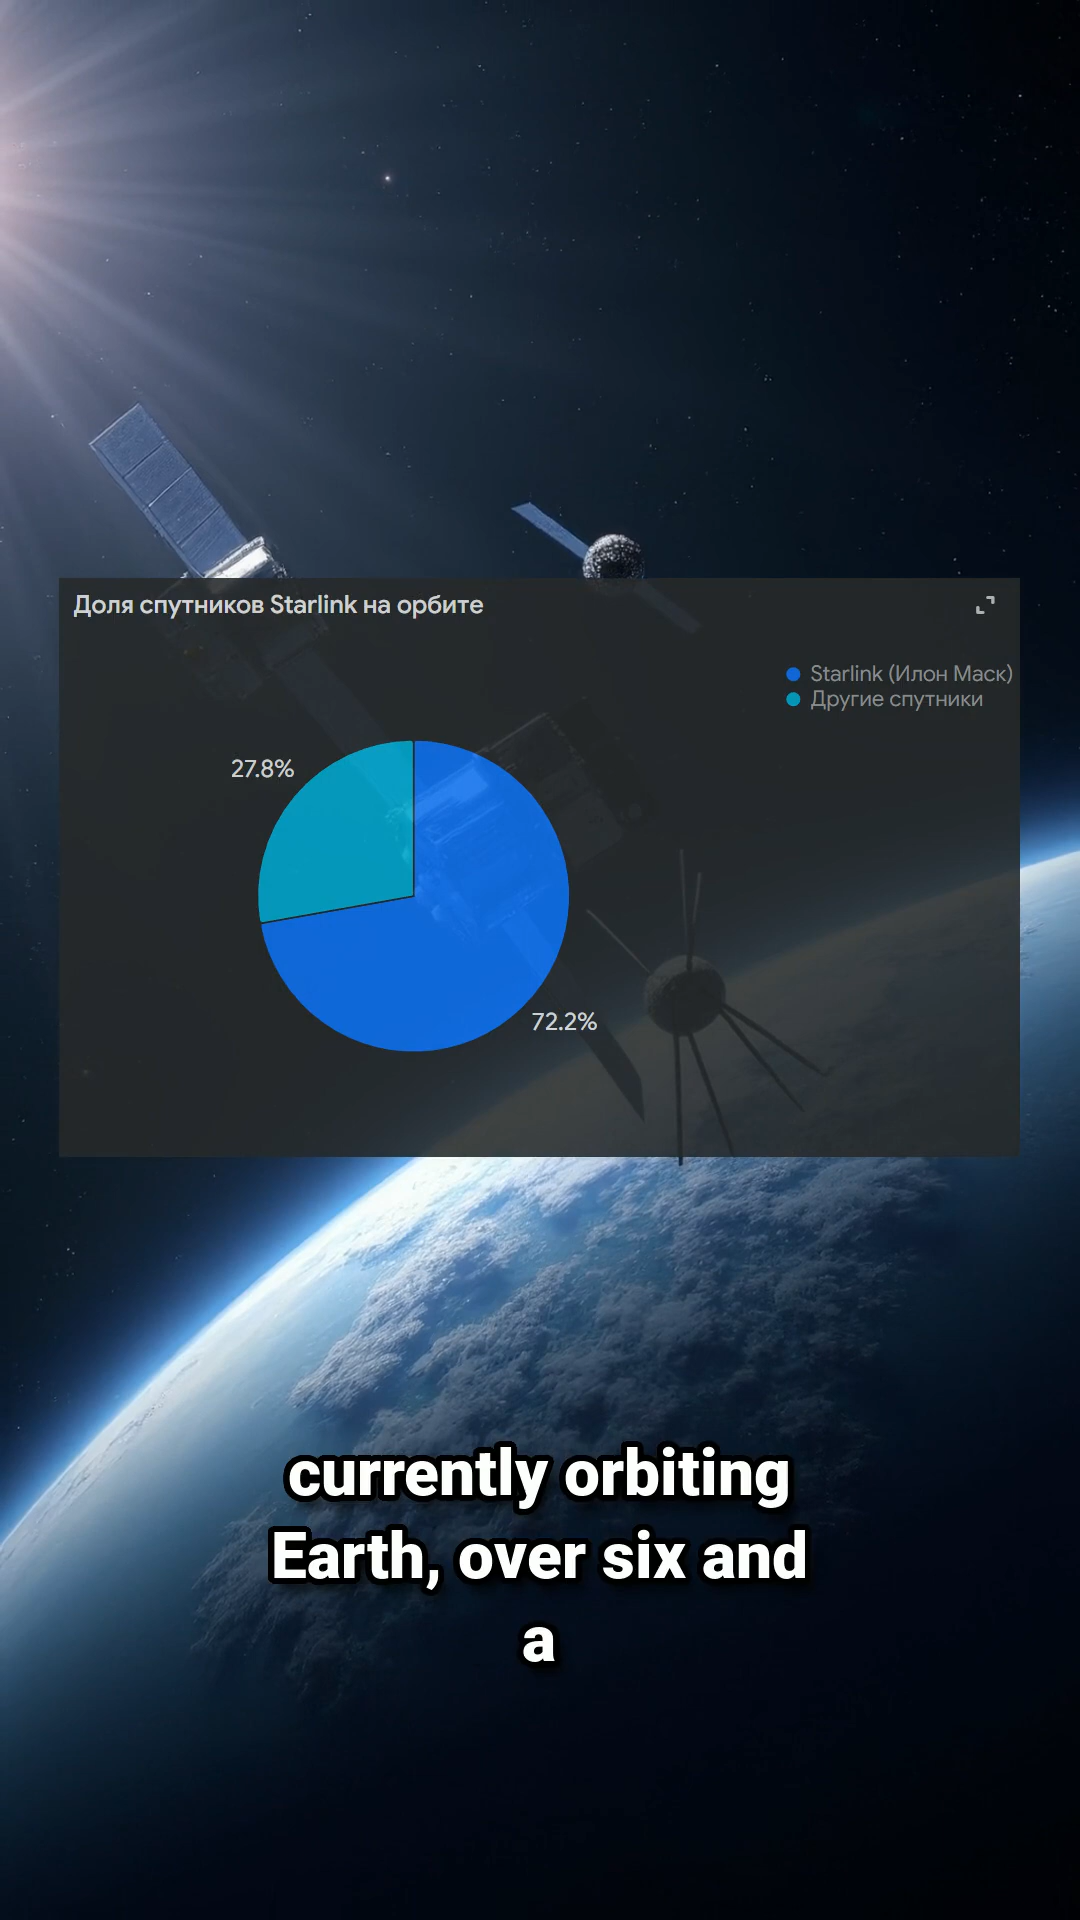 Доля спутников Starlink на орбите
Starlink (Илон Маск)
Другие спутники
27.8%
72.2%
currently orbiting
Earth, over six and
a